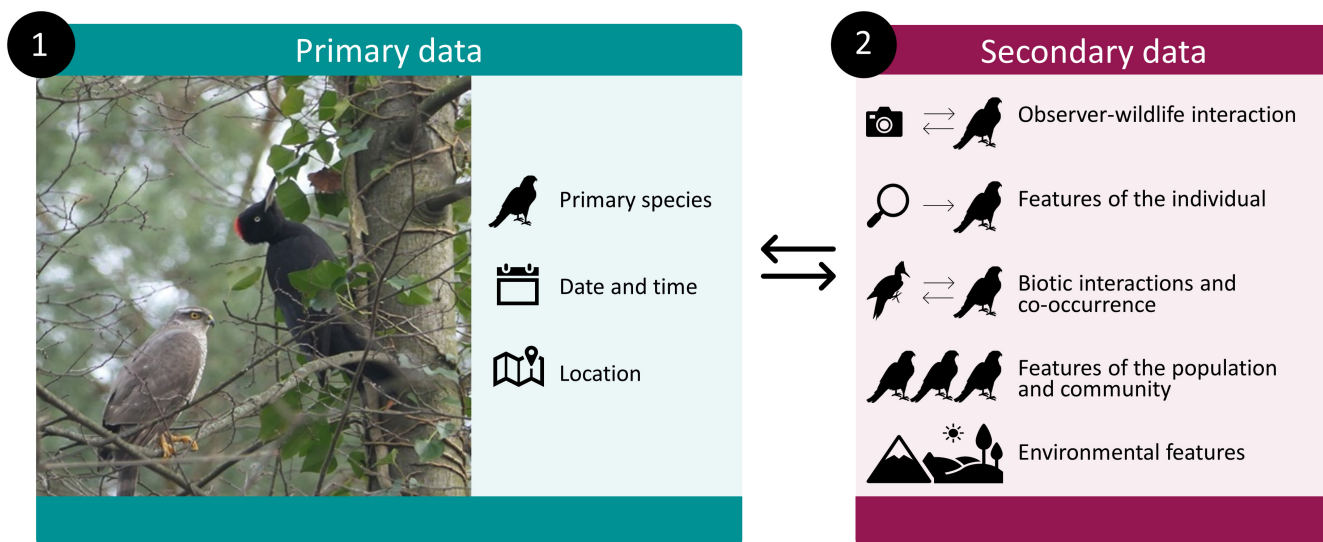 1
Primary data
Primary species
Date and time
Location
2
Secondary data
Observer-wildlife interaction
Features of the individual
Biotic interactions and
co-occurrence
Features of the population
and community
Environmental features